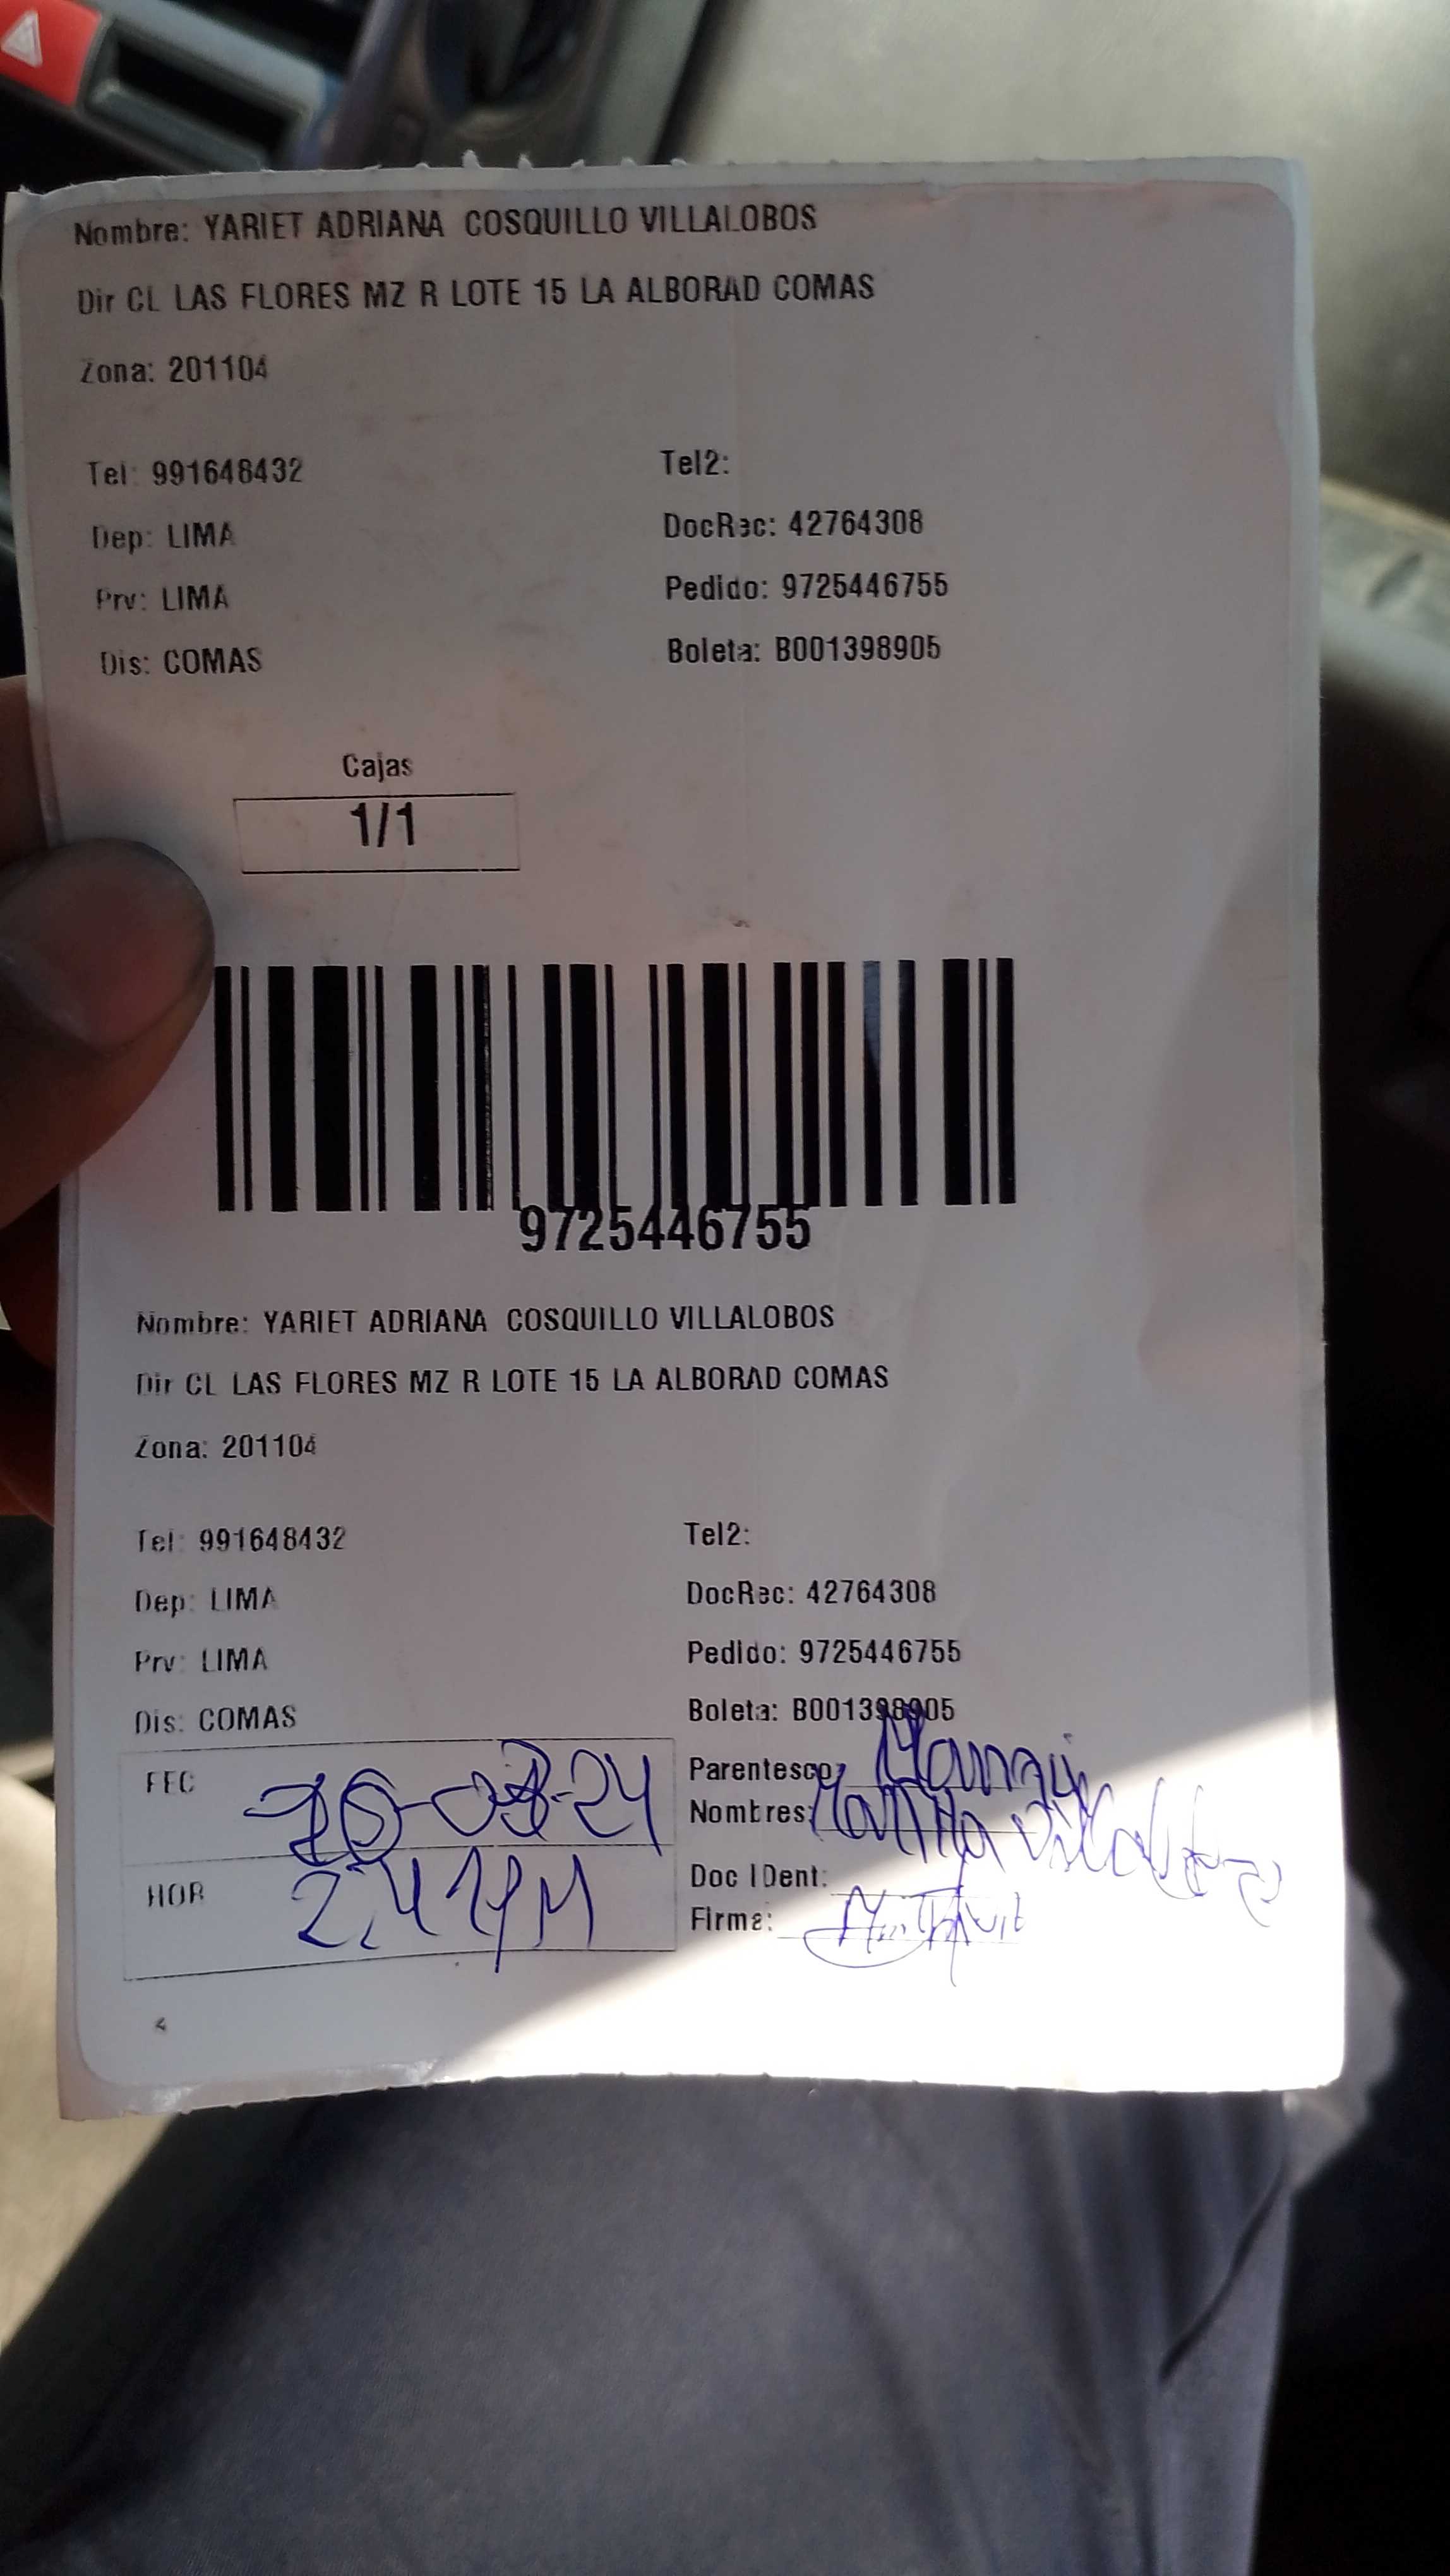 Nombre: YARIET ADRIANA COSQUILLO VILLALOBOS
Dir CL LAS FLORES MZ R LOTE 15 LA ALBORAD COMAS
Zona: 201104
Tel: 991648432 Tel2:
Dep: LIMA DocRec: 42764308
Prv: LIMA Pedido: 9725446755
Dis: COMAS Boleta: B001398905
Cajas
1/1
9725446755
Nombre: YARIET ADRIANA COSQUILLO VILLALOBOS
Dir CL LAS FLORES MZ R LOTE 15 LA ALBORAD COMAS
Zona: 201104
Tel: 991648432 Tel2:
Dep: LIMA DocRec: 42764308
Prv: LIMA Pedido: 9725446755
Dis: COMAS Boleta: B001398905
FEC Parentesco:
Nombres:
HOR Doc IDent:
Firma:
4